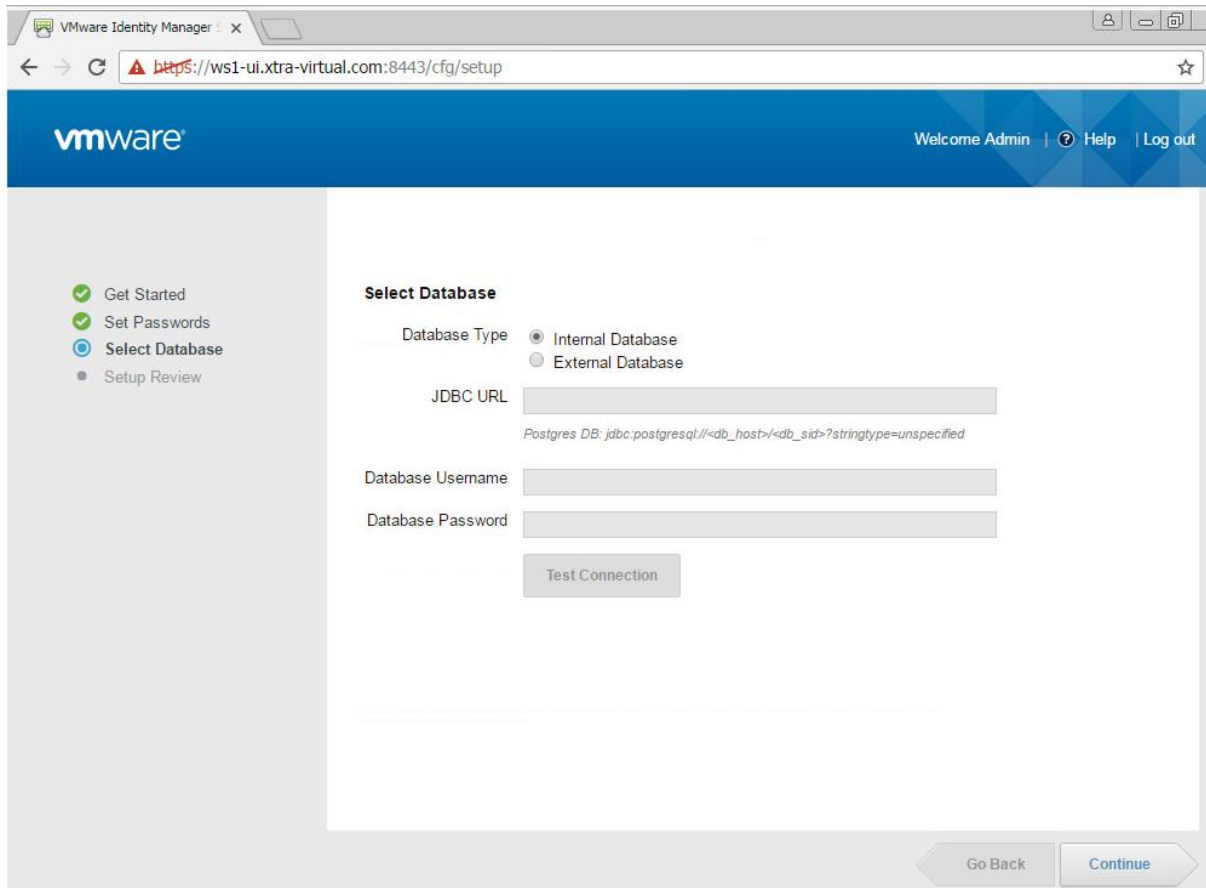 VMware Identity Manager
https://ws1-ui.xtra-virtual.com:8443/cfg/setup
vmware
Welcome Admin | ? Help | Log out
Get Started
Set Passwords
Select Database
Setup Review
Select Database
Database Type
Internal Database
External Database
JDBC URL
Postgres DB: jdbc:postgresql://<db_host>/<db_sid>?stringtype=unspecified
Database Username
Database Password
Test Connection
Go Back
Continue